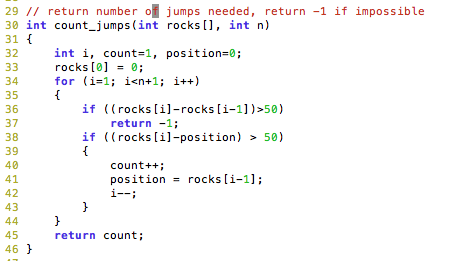 29 // return number of jumps needed, return -1 if impossible
30 int count_jumps(int rocks[], int n)
31 {
32     int i, count=1, position=0;
33     rocks[0] = 0;
34     for (i=1; i<n+1; i++)
35     {
36         if ((rocks[i]-rocks[i-1])>50)
37             return -1;
38         if ((rocks[i]-position) > 50)
39         {
40             count++;
41             position = rocks[i-1];
42             i--;
43         }
44     }
45     return count;
46 }